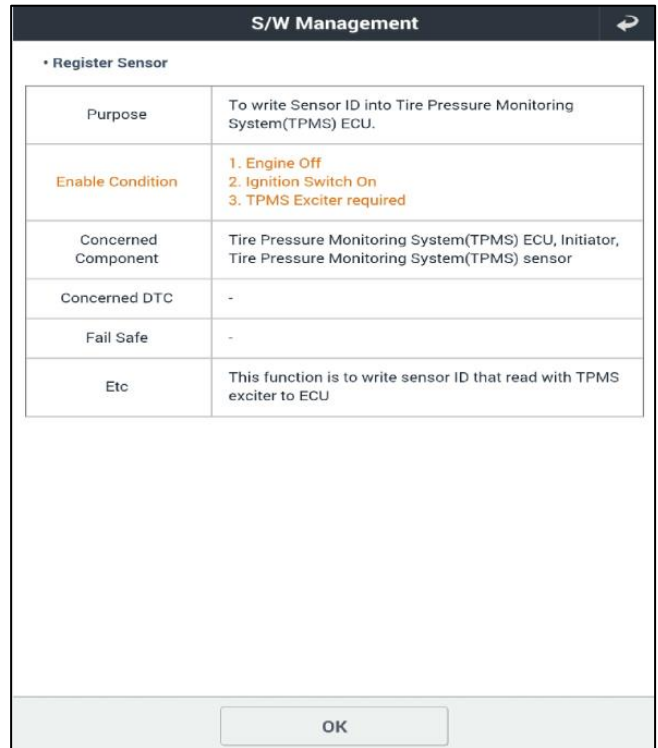 S/W Management
• Register Sensor
Purpose
To write Sensor ID into Tire Pressure Monitoring
System(TPMS) ECU.
Enable Condition
1. Engine Off
2. Ignition Switch On
3. TPMS Exciter required
Concerned
Component
Tire Pressure Monitoring System(TPMS) ECU, Initiator,
Tire Pressure Monitoring System(TPMS) sensor
Concerned DTC
-
Fail Safe
-
Etc
This function is to write sensor ID that read with TPMS
exciter to ECU
OK